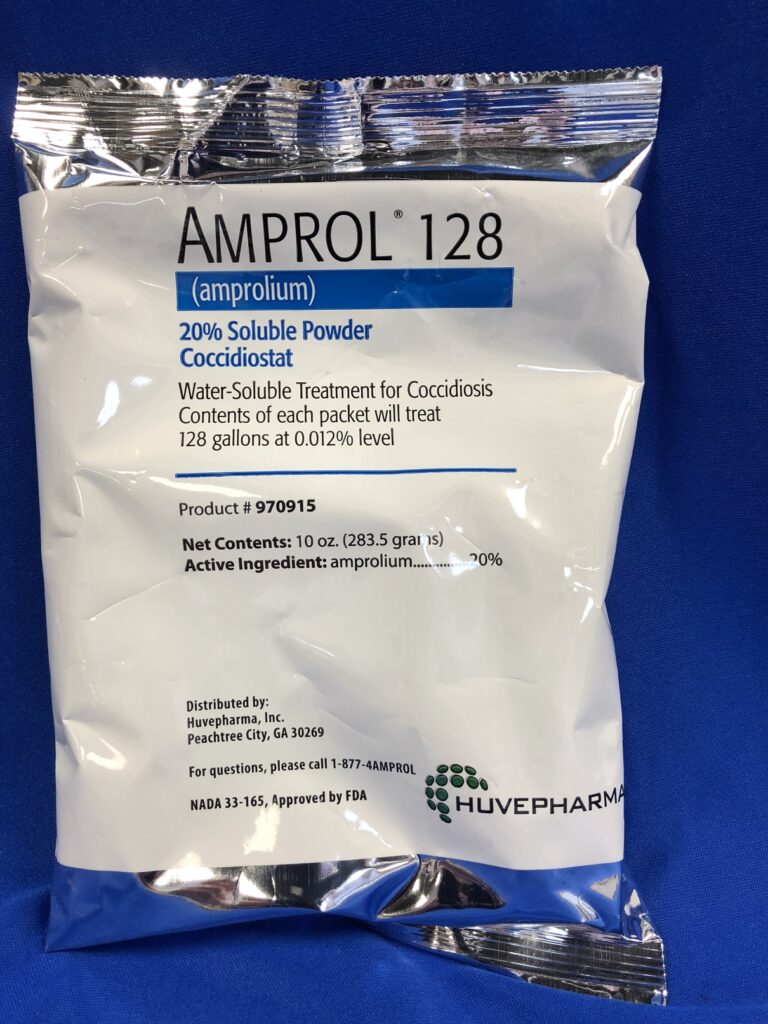 AMPROL® 128
(amprolium)
20% Soluble Powder
Coccidiostat
Water-Soluble Treatment for Coccidiosis
Contents of each packet will treat
128 gallons at 0.012% level
Product # 970915
Net Contents: 10 oz. (283.5 grams)
Active Ingredient: amprolium............20%
Distributed by:
Huvepharma, Inc.
Peachtree City, GA 30269
For questions, please call 1-877-4AMPROL
NADA 33-165, Approved by FDA
HUVEPHARMA